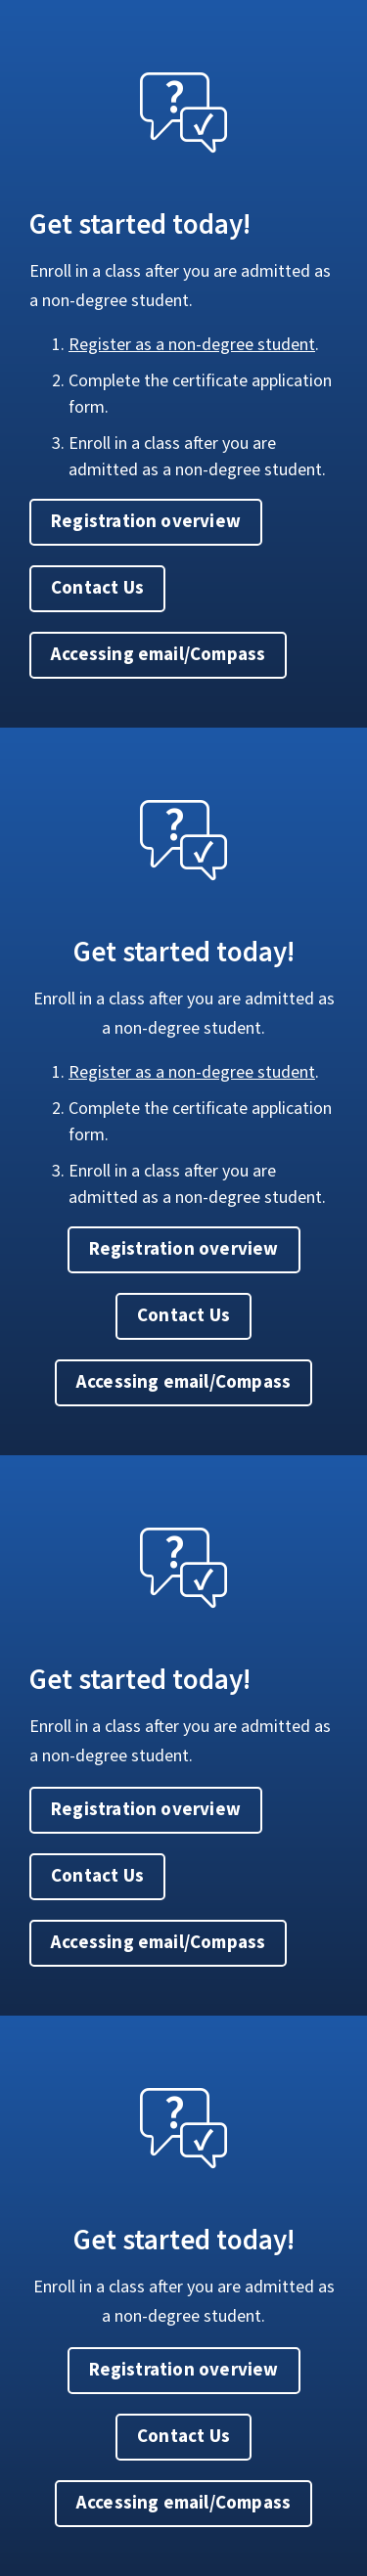 ?
Get started today!
Enroll in a class after you are admitted as
a non-degree student.
1. Register as a non-degree student.
2. Complete the certificate application
form.
3. Enroll in a class after you are
admitted as a non-degree student.
Registration overview
Contact Us
Accessing email/Compass
?
Get started today!
Enroll in a class after you are admitted as
a non-degree student.
1. Register as a non-degree student.
2. Complete the certificate application
form.
3. Enroll in a class after you are
admitted as a non-degree student.
Registration overview
Contact Us
Accessing email/Compass
?
Get started today!
Enroll in a class after you are admitted as
a non-degree student.
Registration overview
Contact Us
Accessing email/Compass
?
Get started today!
Enroll in a class after you are admitted as
a non-degree student.
Registration overview
Contact Us
Accessing email/Compass